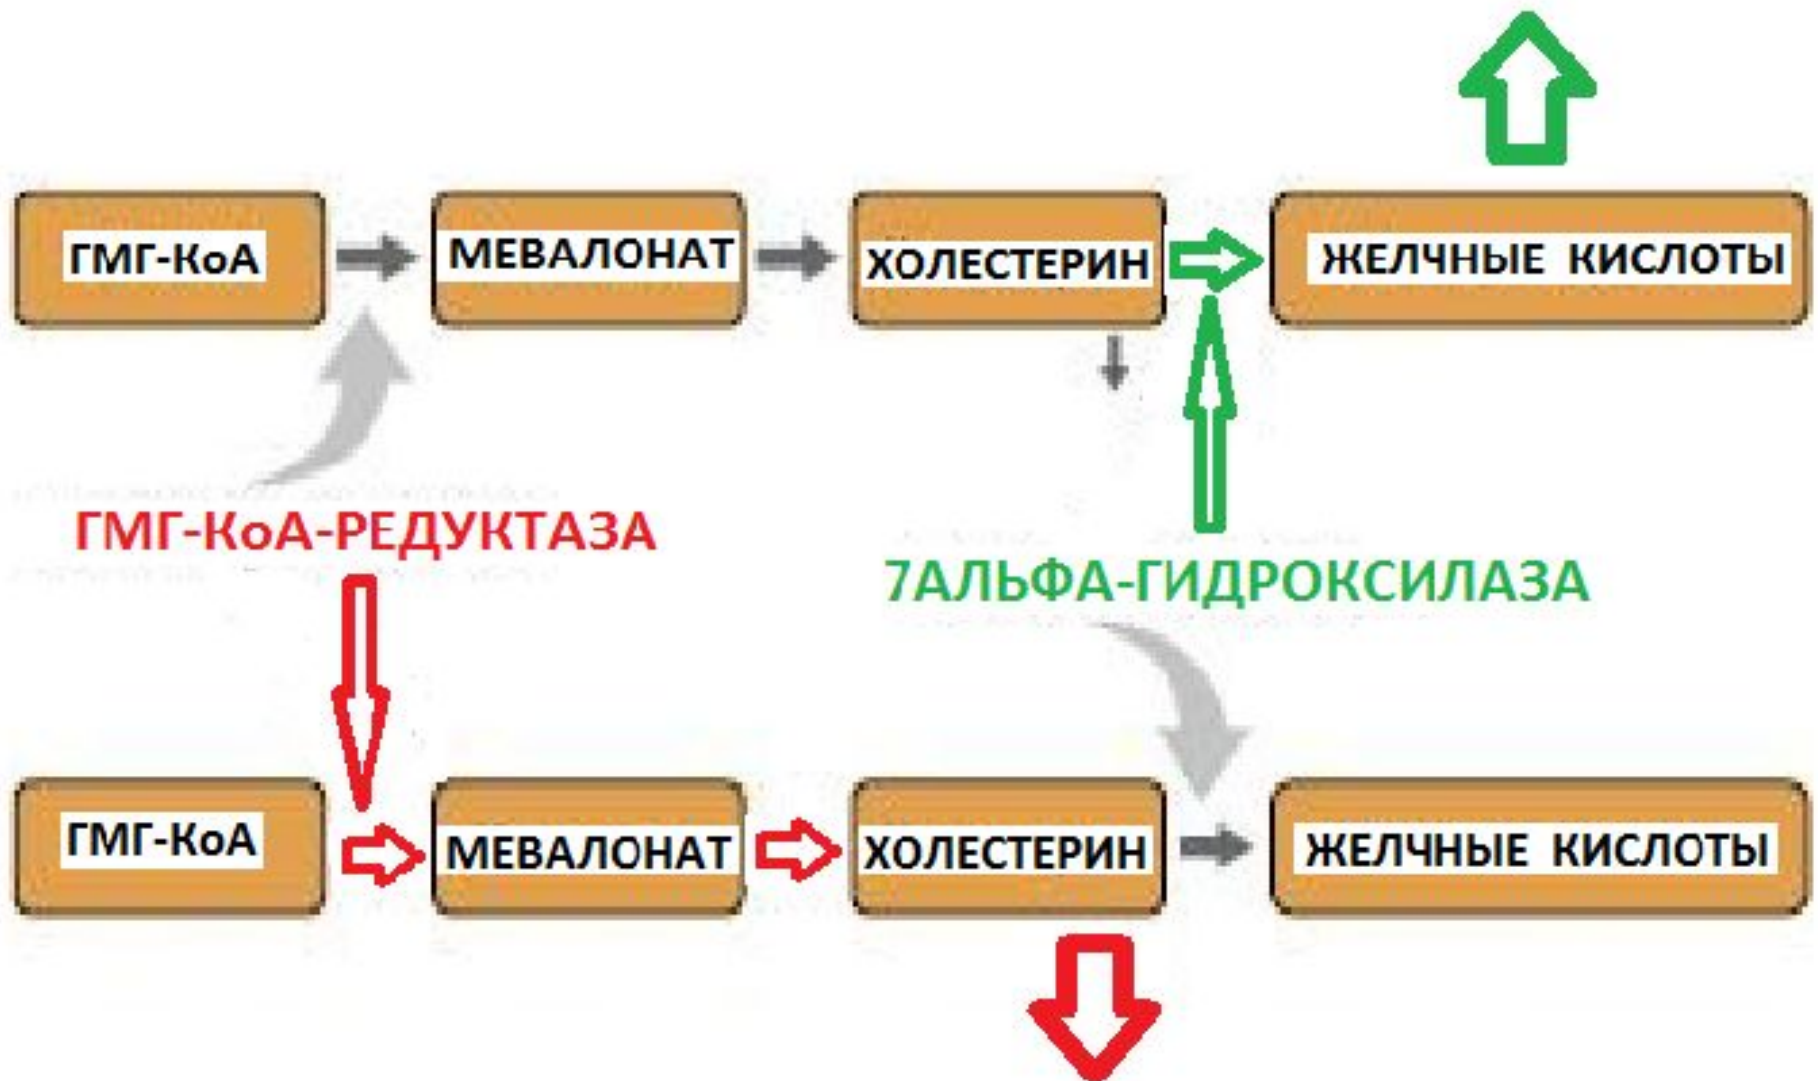 ГМГ-КоА
МЕВАЛОНАТ
ХОЛЕСТЕРИН
ЖЕЛЧНЫЕ КИСЛОТЫ
ГМГ-КоА-РЕДУКТАЗА
7АЛЬФА-ГИДРОКСИЛАЗА
ГМГ-КоА
МЕВАЛОНАТ
ХОЛЕСТЕРИН
ЖЕЛЧНЫЕ КИСЛОТЫ